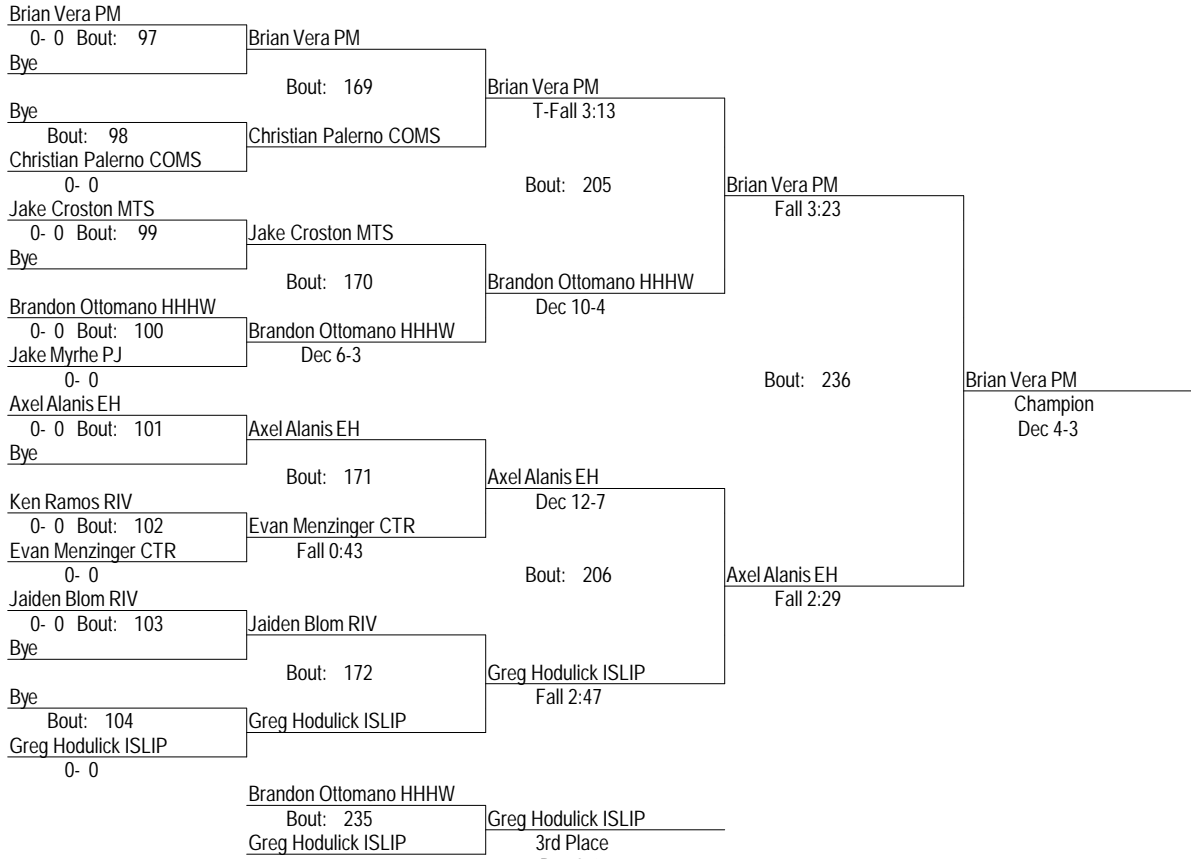 Brian Vera PM
0- 0 Bout: 97
Brian Vera PM
Bye
Bout: 169
Brian Vera PM
Bye
T-Fall 3:13
Bout: 98
Christian Palerno COMS
Christian Palerno COMS
0- 0
Bout: 205
Brian Vera PM
Jake Croston MTS
Fall 3:23
0- 0 Bout: 99
Jake Croston MTS
Bye
Bout: 170
Brandon Ottomano HHHW
Brandon Ottomano HHHW
Dec 10-4
0- 0 Bout: 100
Brandon Ottomano HHHW
Jake Myrhe PJ
Dec 6-3
0- 0
Bout: 236
Brian Vera PM
Axel Alanis EH
Champion
0- 0 Bout: 101
Axel Alanis EH
Dec 4-3
Bye
Bout: 171
Axel Alanis EH
Ken Ramos RIV
Dec 12-7
0- 0 Bout: 102
Evan Menzinger CTR
Evan Menzinger CTR
Fall 0:43
0- 0
Bout: 206
Axel Alanis EH
Jaiden Blom RIV
Fall 2:29
0- 0 Bout: 103
Jaiden Blom RIV
Bye
Bout: 172
Greg Hodulick ISLIP
Bye
Fall 2:47
Bout: 104
Greg Hodulick ISLIP
Greg Hodulick ISLIP
0- 0
Brandon Ottomano HHHW
Bout: 235
Greg Hodulick ISLIP
Greg Hodulick ISLIP
3rd Place